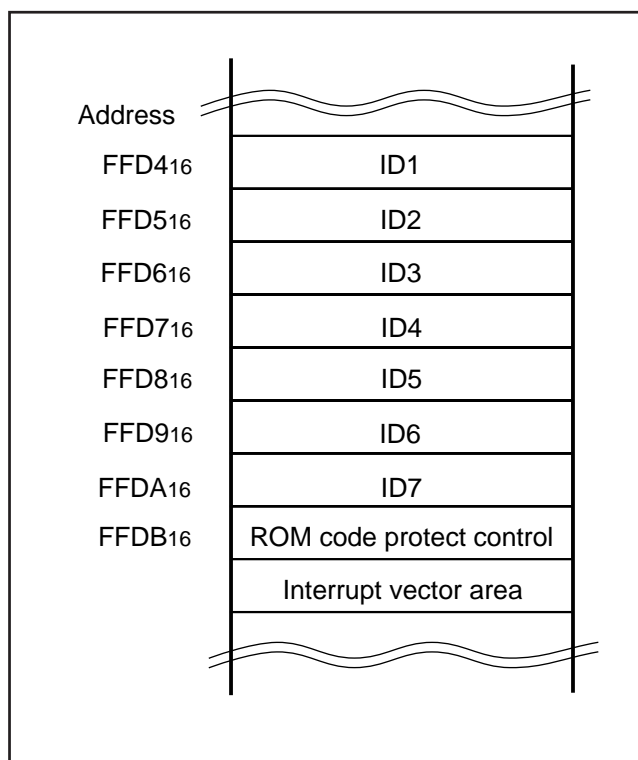 Address
FFD416 ID1
FFD516 ID2
FFD616 ID3
FFD716 ID4
FFD816 ID5
FFD916 ID6
FFDA16 ID7
FFDB16 ROM code protect control
Interrupt vector area